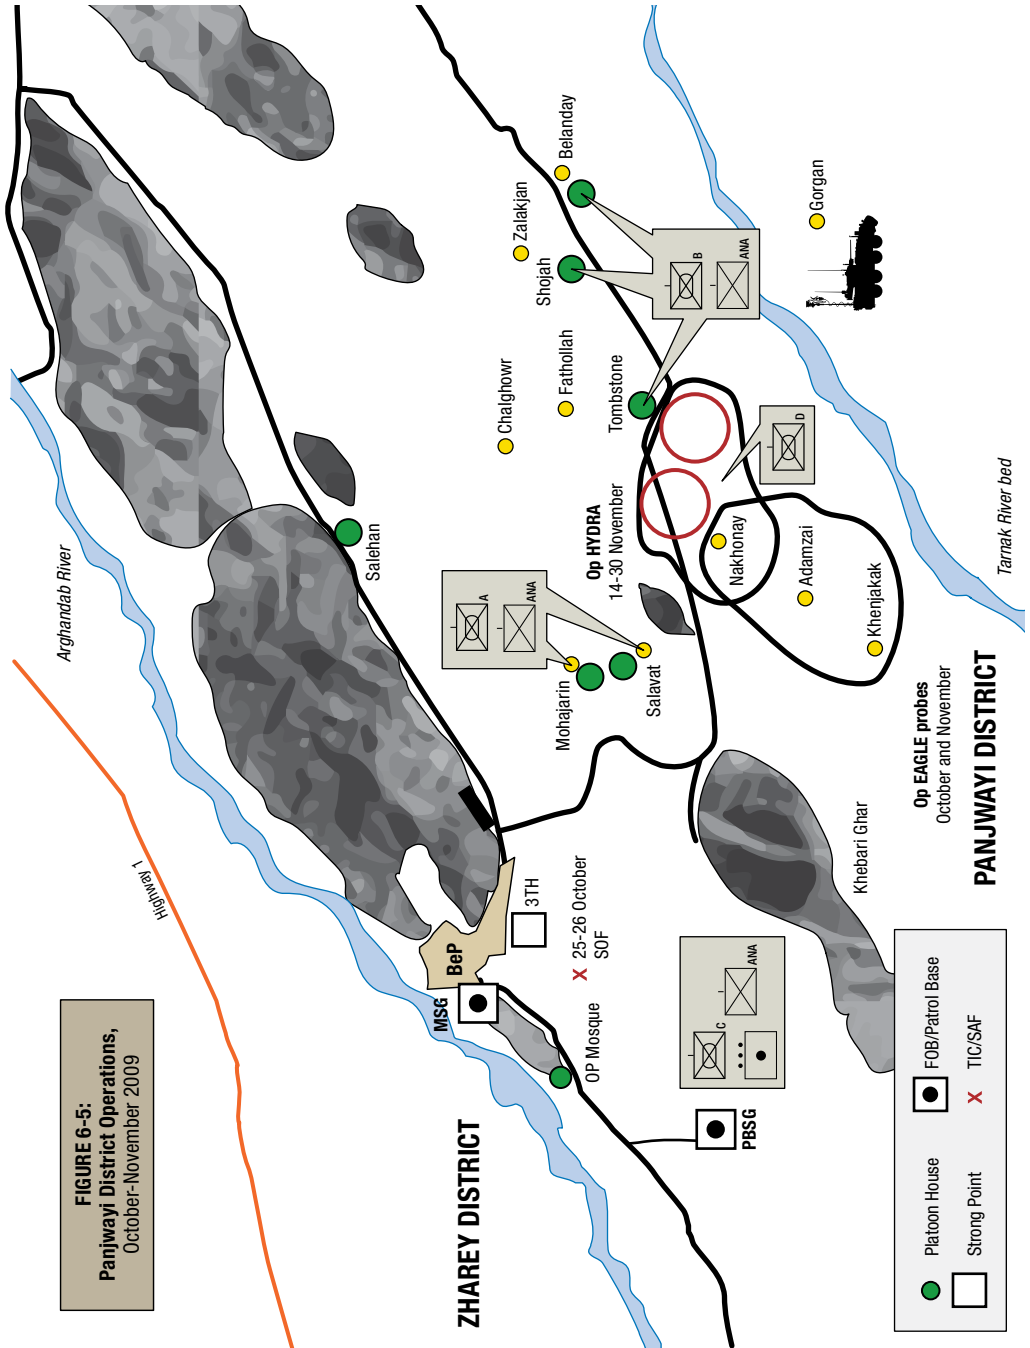 FIGURE 6-5:
Panjwayi District Operations,
October-November 2009
Highway 1
Arghandab River
ZHAREY DISTRICT
MSG
BeP
3TH
X 25-26 October
SOF
OP Mosque
PBSG
C
ANA
Salehan
Mohajarin
Salavat
A
ANA
Chalghowr
Fathollah
Zalakjan
Shojah
Belanday
Tombstone
B
ANA
Op HYDRA
14-30 November
D
Nakhonay
Adamzai
Khenjakak
Gorgan
Khebari Ghar
Op EAGLE probes
October and November
PANJWAYI DISTRICT
Tarnak River bed
Platoon House
FOB/Patrol Base
Strong Point
X TIC/SAF